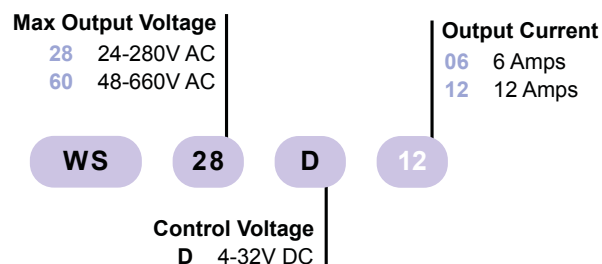 Max Output Voltage
28 24-280V AC
60 48-660V AC
Output Current
06 6 Amps
12 12 Amps
WS 28 D 12
Control Voltage
D 4-32V DC